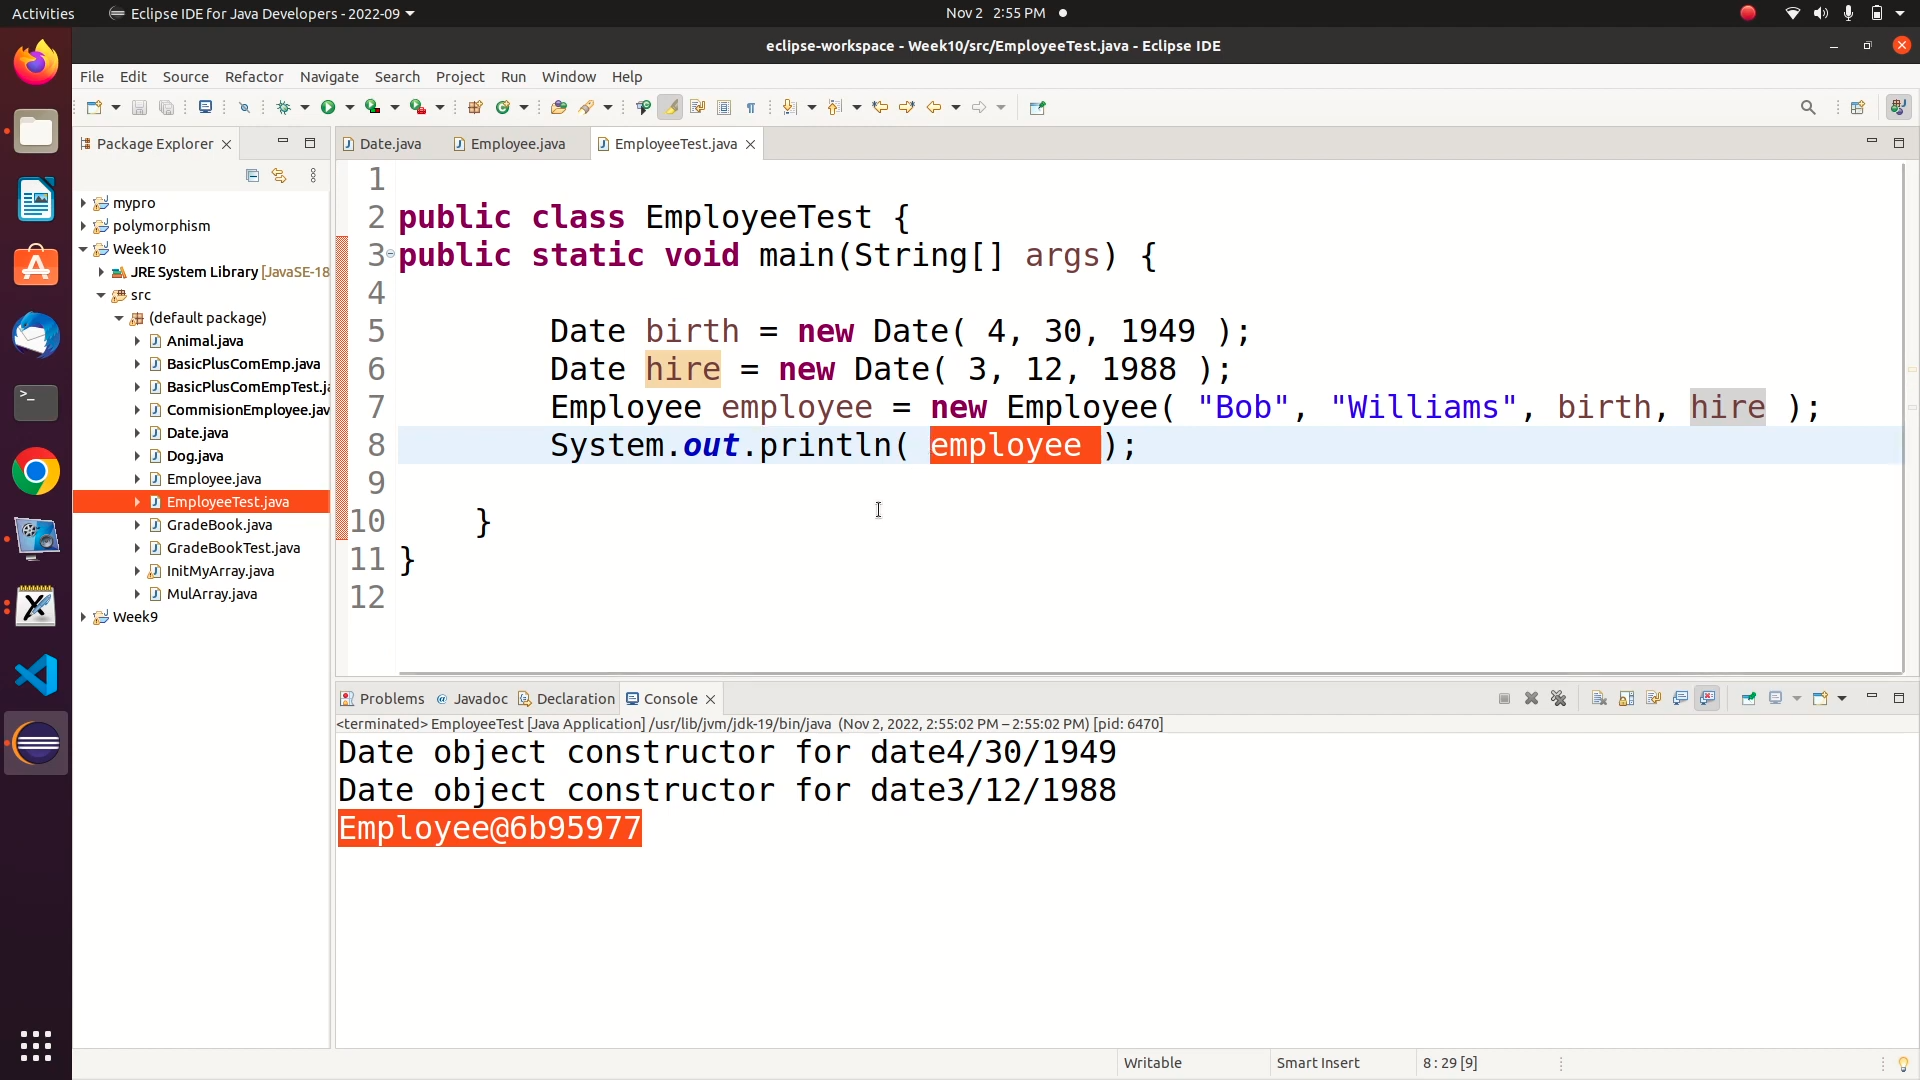 Activities
Eclipse IDE for Java Developers - 2022-09
Nov 2 2:55 PM
eclipse-workspace - Week10/src/EmployeeTest.java - Eclipse IDE
File Edit Source Refactor Navigate Search Project Run Window Help
Package Explorer
mypro
polymorphism
Week10
JRE System Library [JavaSE-18
src
(default package)
Animal.java
BasicPlusComEmp.java
BasicPlusComEmpTest.ja
CommisionEmployee.jav
Date.java
Dog.java
Employee.java
EmployeeTest.java
GradeBook.java
GradeBookTest.java
InitMyArray.java
MulArray.java
Week9
Date.java Employee.java EmployeeTest.java
1
2 public class EmployeeTest {
3 public static void main(String[] args) {
4
5 Date birth = new Date( 4, 30, 1949 );
6 Date hire = new Date( 3, 12, 1988 );
7 Employee employee = new Employee( "Bob", "Williams", birth, hire );
8 System.out.println( employee );
9
10 }
11 }
12
Problems Javadoc Declaration Console
<terminated> EmployeeTest [Java Application] /usr/lib/jvm/jdk-19/bin/java (Nov 2, 2022, 2:55:02 PM – 2:55:02 PM) [pid: 6470]
Date object constructor for date4/30/1949
Date object constructor for date3/12/1988
Employee@6b95977
Writable Smart Insert 8 : 29 [9]